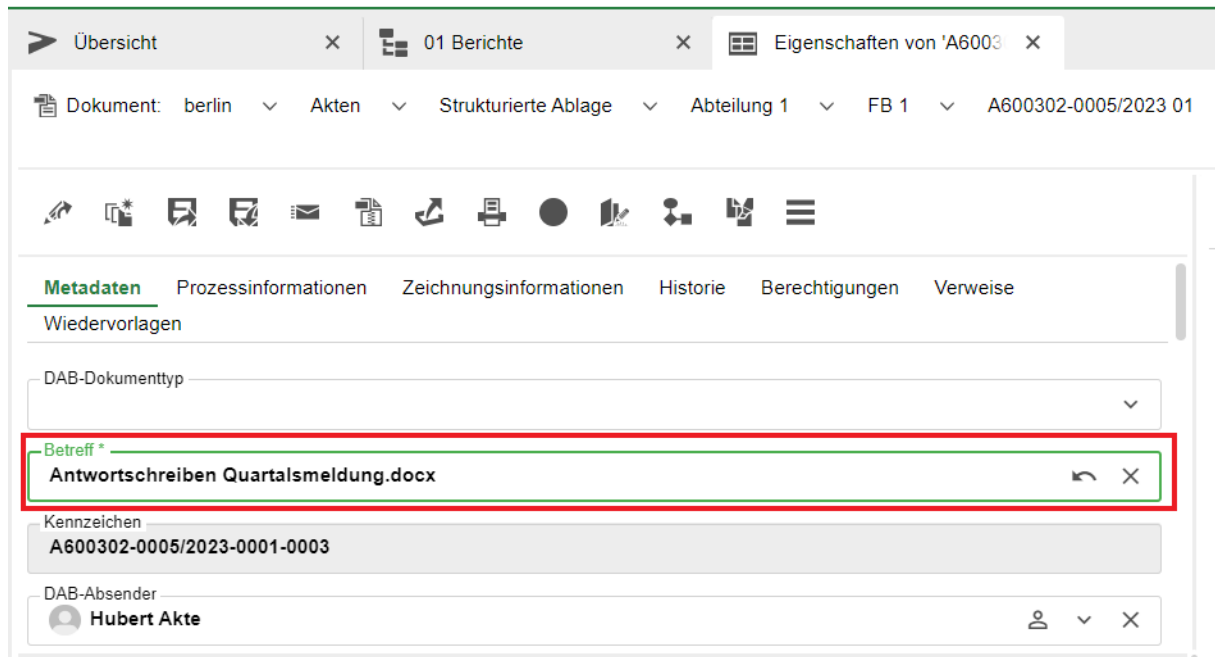 Übersicht 01 Berichte Eigenschaften von 'A6003
Dokument: berlin Akten Strukturierte Ablage Abteilung 1 FB 1 A600302-0005/2023 01
Metadaten Prozessinformationen Zeichnungsinformationen Historie Berechtigungen Verweise
Wiedervorlagen
DAB-Dokumenttyp
Betreff *
Antwortschreiben Quartalsmeldung.docx
Kennzeichen
A600302-0005/2023-0001-0003
DAB-Absender
Hubert Akte